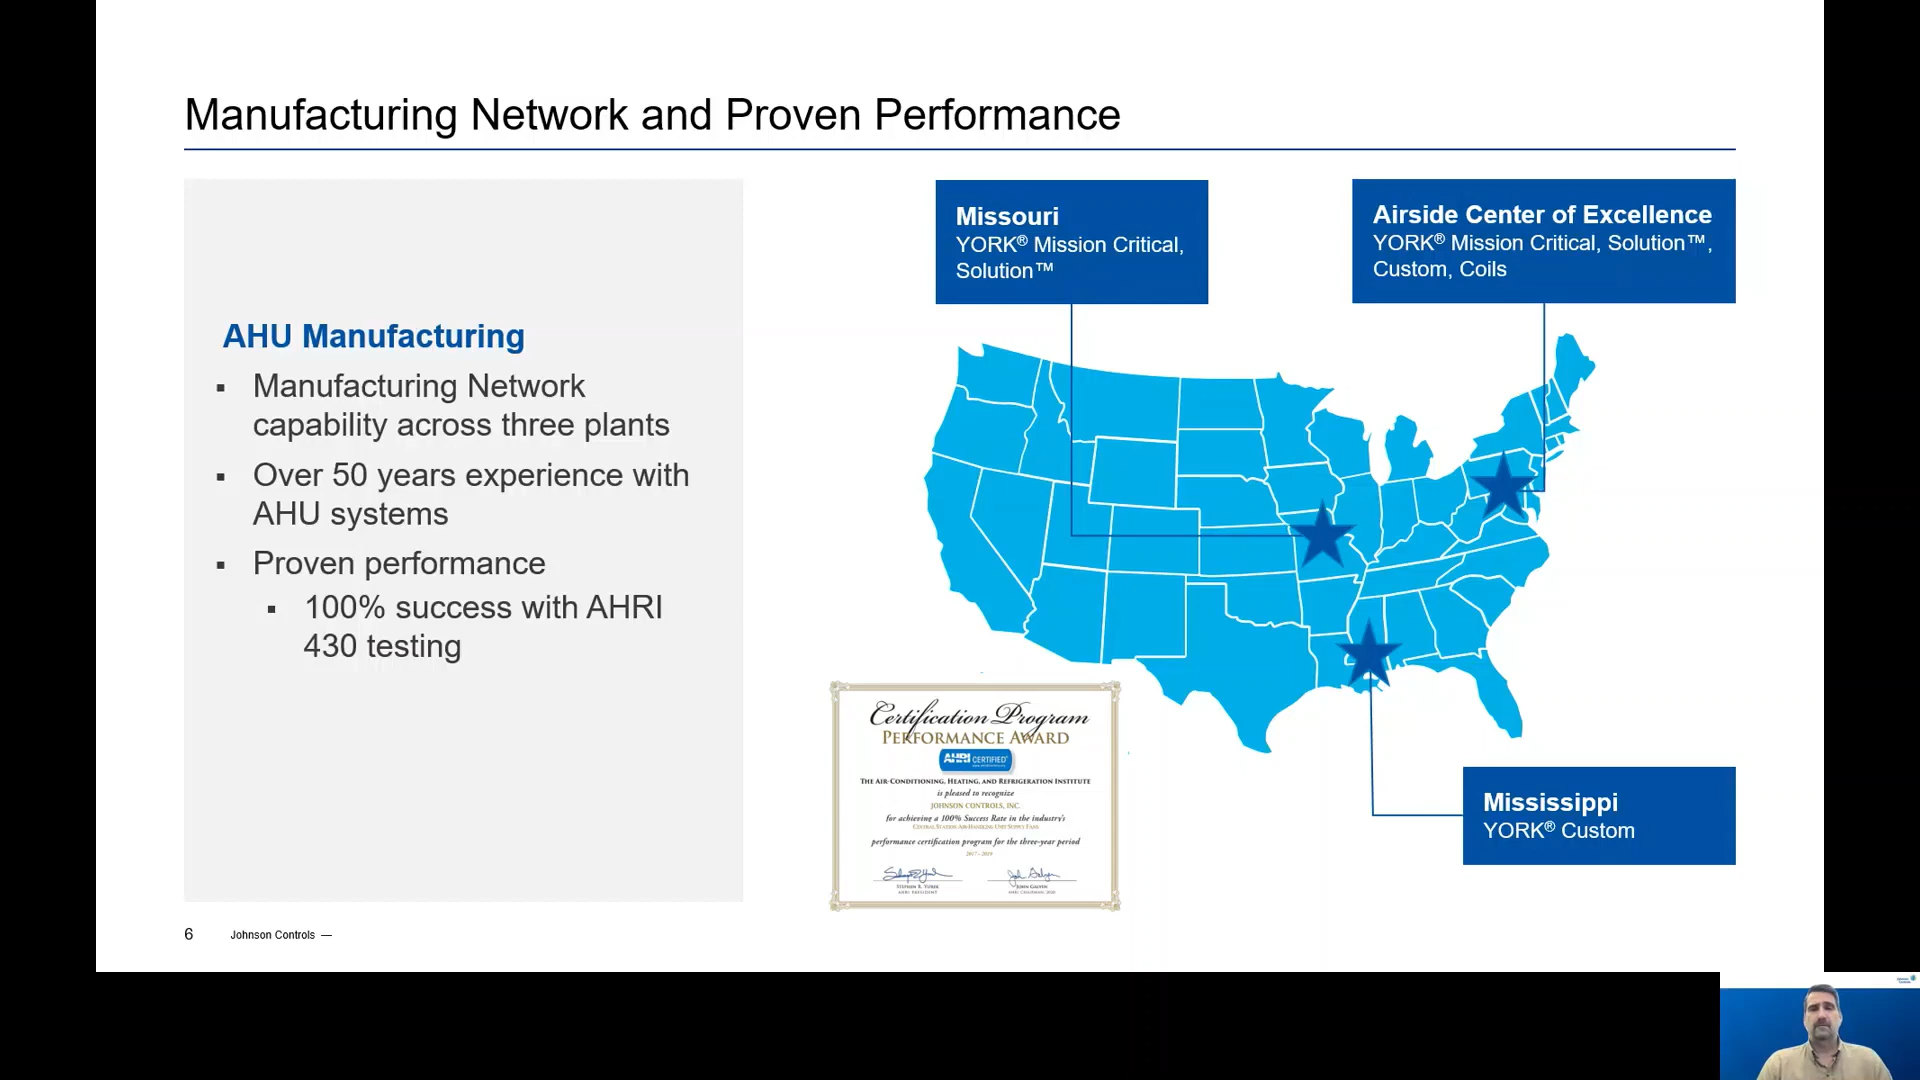 Manufacturing Network and Proven Performance
AHU Manufacturing
▪ Manufacturing Network
capability across three plants
▪ Over 50 years experience with
AHU systems
▪ Proven performance
▪ 100% success with AHRI
430 testing
Missouri
YORK® Mission Critical,
Solution™
Airside Center of Excellence
YORK® Mission Critical, Solution™,
Custom, Coils
Mississippi
YORK® Custom
Certification Program
PERFORMANCE AWARD
AHRI CERTIFIED®
THE AIR-CONDITIONING, HEATING, AND REFRIGERATION INSTITUTE
is pleased to recognize
JOHNSON CONTROLS, INC.
for achieving a 100% Success Rate in the industry's
CENTRAL STATION AIR-HANDLING UNIT SUPPLY FANS
performance certification program for the three-year period
2017 - 2019
STEPHEN R. YUREK
JOHN GALYEN
AHRI PRESIDENT
AHRI CHAIRMAN, 2020
6 Johnson Controls —